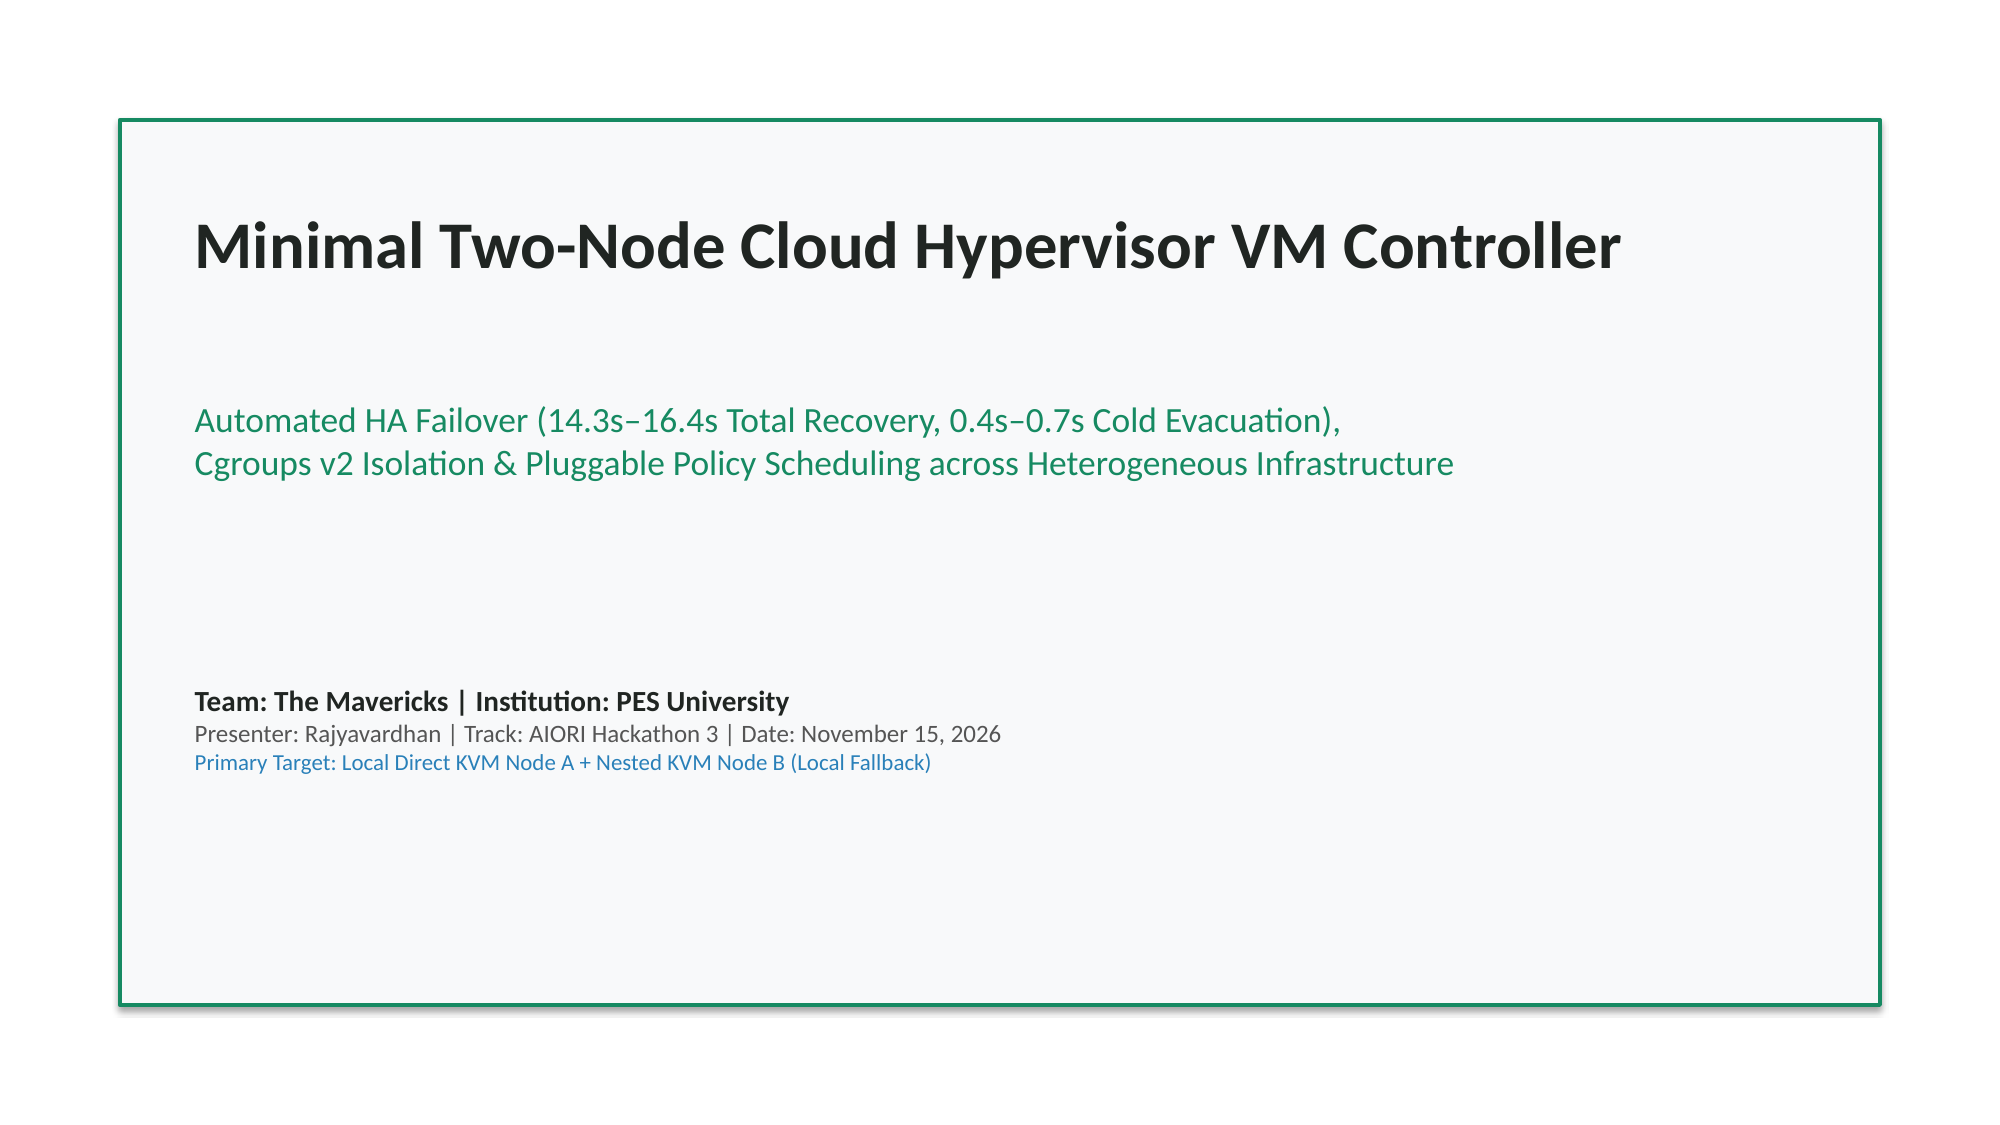 Minimal Two-Node Cloud Hypervisor VM Controller
Automated HA Failover (14.3s–16.4s Total Recovery, 0.4s–0.7s Cold Evacuation),
Cgroups v2 Isolation & Pluggable Policy Scheduling across Heterogeneous Infrastructure
Team: The Mavericks | Institution: PES University
Presenter: Rajyavardhan | Track: AIORI Hackathon 3 | Date: November 15, 2026
Primary Target: Local Direct KVM Node A + Nested KVM Node B (Local Fallback)